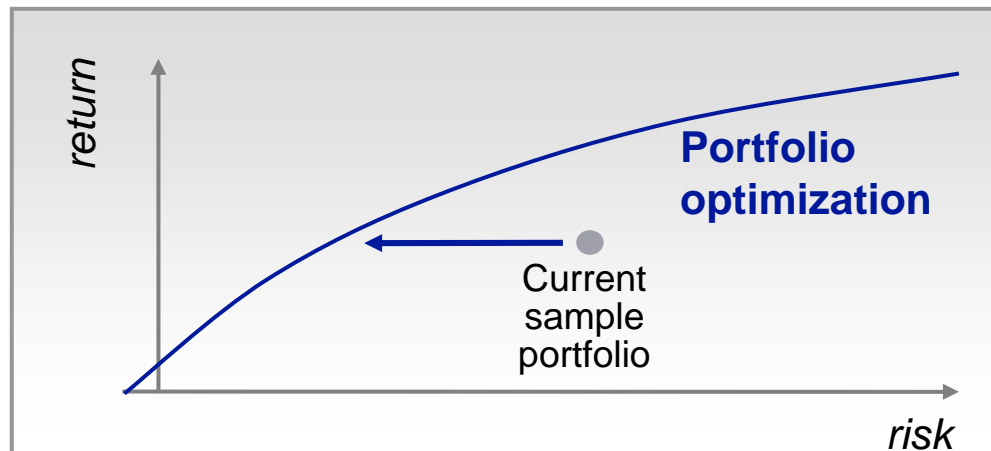 return
Portfolio
optimization
Current
sample
portfolio
risk